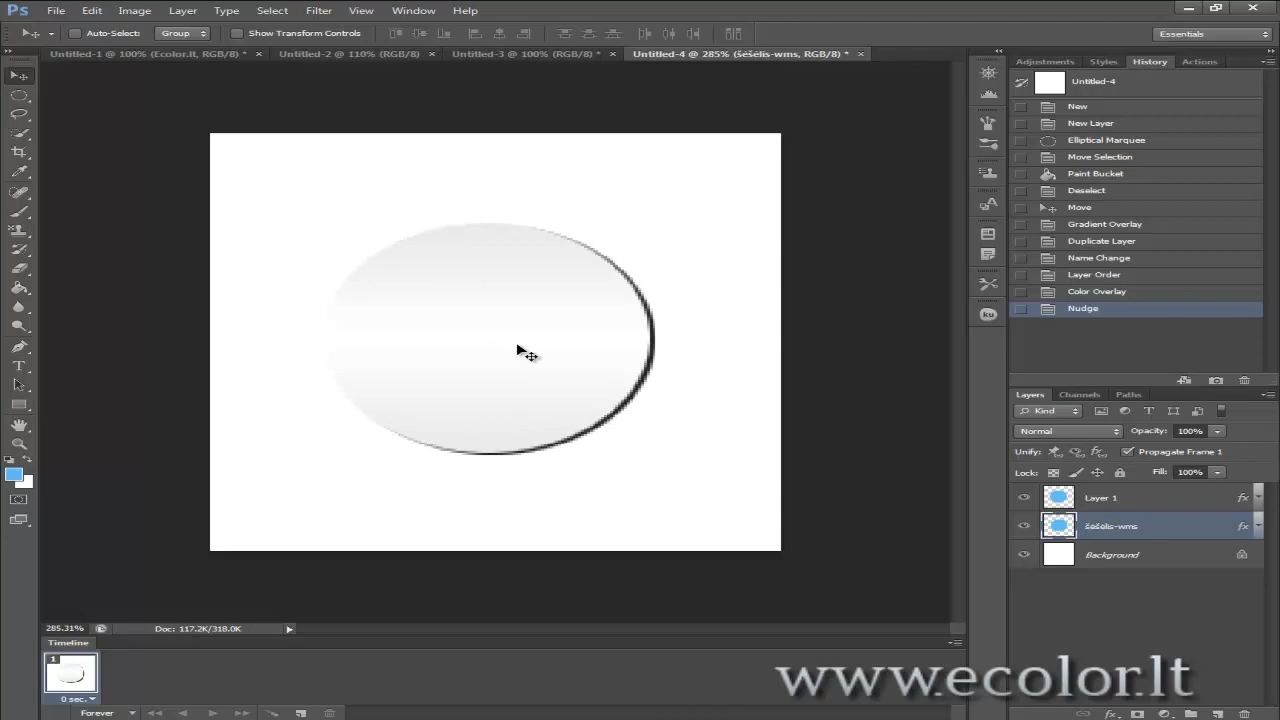 Ps File Edit Image Layer Type Select Filter View Window Help
Auto-Select: Group Show Transform Controls Essentials
Untitled-1 @ 100% (Ecolor.lt, RGB/8) * Untitled-2 @ 110% (RGB/8) Untitled-3 @ 100% (RGB/8) * Untitled-4 @ 285% (šešėlis-wms, RGB/8) *
Adjustments Styles History Actions
Untitled-4
New
New Layer
Elliptical Marquee
Move Selection
Paint Bucket
Deselect
Move
Gradient Overlay
Duplicate Layer
Name Change
Layer Order
Color Overlay
Nudge
Layers Channels Paths
Kind
Normal Opacity: 100%
Unify: Propagate Frame 1
Lock: Fill: 100%
Layer 1 fx
šešėlis-wms fx
Background
285.31% Doc: 117.2K/318.0K
Timeline
1
0 sec.
Forever
www.ecolor.lt